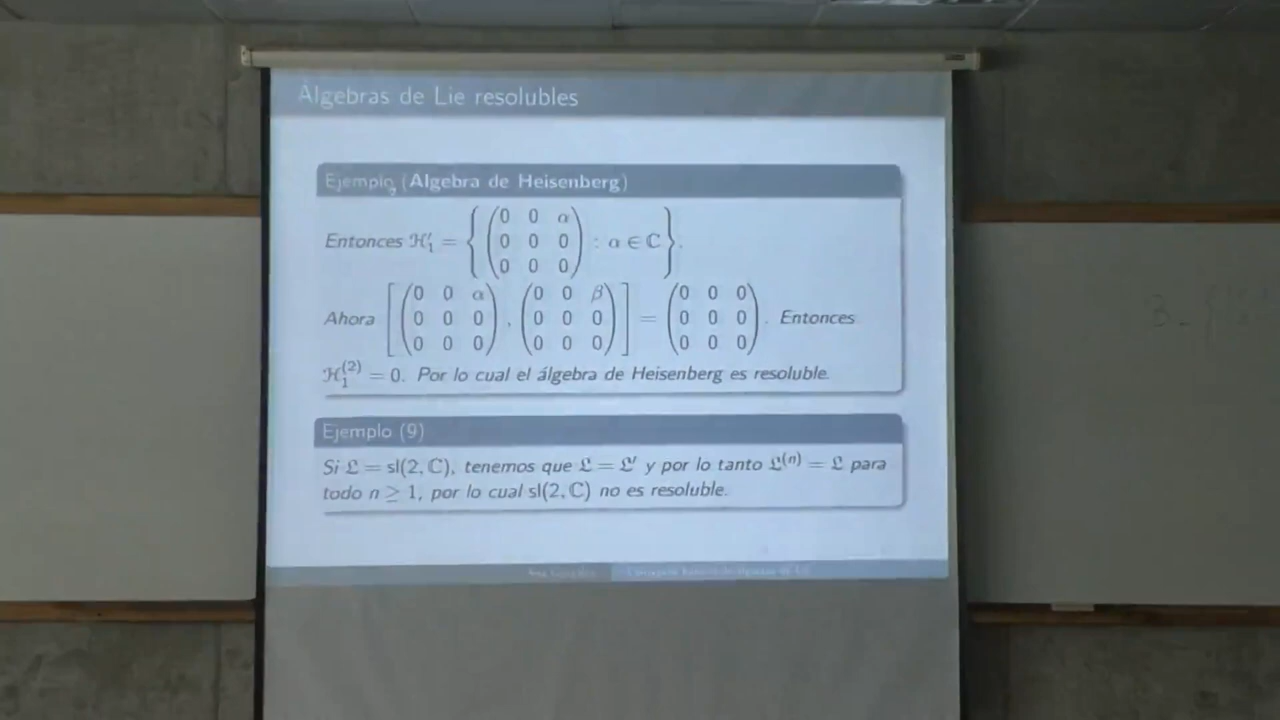 Álgebras de Lie resolubles
Ejemplo (Álgebra de Heisenberg)
Entonces ℋ₁′ = { ( 0 0 α ; 0 0 0 ; 0 0 0 ) : α ∈ ℂ }.
Ahora [ ( 0 0 α ; 0 0 0 ; 0 0 0 ) , ( 0 0 β ; 0 0 0 ; 0 0 0 ) ] = ( 0 0 0 ; 0 0 0 ; 0 0 0 ). Entonces
ℋ₁⁽²⁾ = 0. Por lo cual el álgebra de Heisenberg es resoluble.
Ejemplo (9)
Si 𝔏 = sl(2, ℂ), tenemos que 𝔏 = 𝔏′ y por lo tanto 𝔏⁽ⁿ⁾ = 𝔏 para
todo n ≥ 1, por lo cual sl(2, ℂ) no es resoluble.